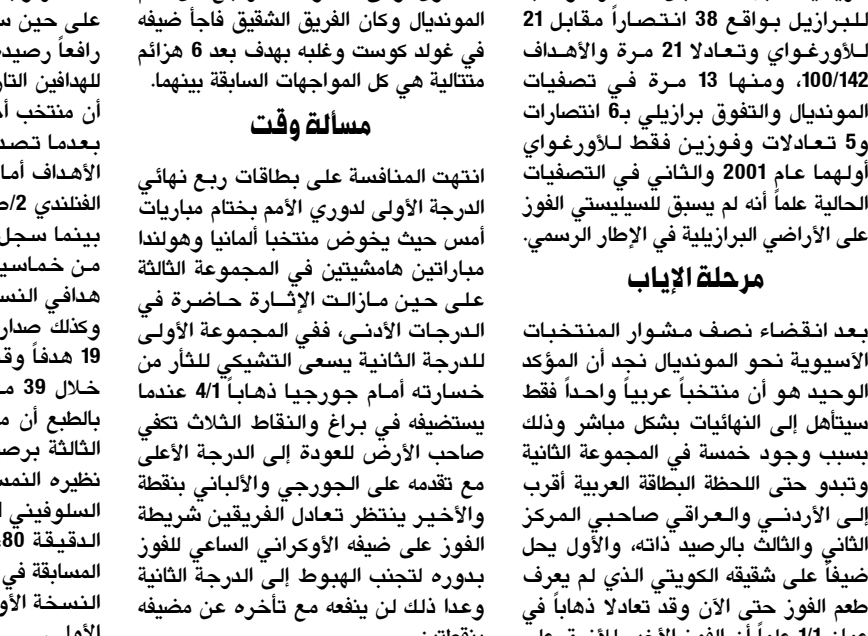 للبرازيل بواقع 38 انتصاراً مقابل 21
للأورغواي وتعادلا 21 مرة والأهداف
100/142، ومنها 13 مرة في تصفيات
المونديال والتفوق برازيلي بـ6 انتصارات
و5 تعادلات وفوزين فقط للأورغواي
أولهما عام 2001 والثاني في التصفيات
الحالية علماً أنه لم يسبق للسيليستي الفوز
على الأراضي البرازيلية في الإطار الرسمي.
مرحلة الإياب
بعد انقضاء نصف مشوار المنتخبات
الآسيوية نحو المونديال نجد أن المؤكد
الوحيد هو أن منتخباً عربياً واحداً فقط
سيتأهل إلى النهائيات بشكل مباشر وذلك
بسبب وجود خمسة في المجموعة الثانية
وتبدو حتى اللحظة البطاقة العربية أقرب
إلى الأردني والعراقي صاحبي المركز
الثاني والثالث بالرصيد ذاته، والأول يحل
ضيفاً على شقيقه الكويتي الذي لم يعرف
طعم الفوز حتى الآن وقد تعادلا ذهاباً في
المونديال وكان الفريق الشقيق فاجأ ضيفه
في غولد كوست وغلبه بهدف بعد 6 هزائم
متتالية هي كل المواجهات السابقة بينهما.
مسألة وقت
انتهت المنافسة على بطاقات ربع نهائي
الدرجة الأولى لدوري الأمم بختام مباريات
أمس حيث يخوض منتخبا ألمانيا وهولندا
مباراتين هامشيتين في المجموعة الثالثة
على حين مازالت الإثارة حاضرة في
الدرجات الأدنى، ففي المجموعة الأولى
للدرجة الثانية يسعى التشيكي للثأر من
خسارته أمام جورجيا ذهاباً 4/1 عندما
يستضيفه في براغ والنقاط الثلاث تكفي
صاحب الأرض للعودة إلى الدرجة الأعلى
مع تقدمه على الجورجي والألباني بنقطة
والأخير ينتظر تعادل الفريقين شريطة
الفوز على ضيفه الأوكراني الساعي للفوز
بدوره لتجنب الهبوط إلى الدرجة الثانية
وعدا ذلك لن ينفعه مع تأخره عن مضيفه
على حين
رافعاً رصيد
للهدافين
أن منتخب
بعدما
الأهداف
الفنلندي 2/
بينما سجل
من
هدافي
وكذلك
19 هدفاً
خلال 39
بالطبع أن
الثالثة
نظيره
السلوفيني
الدقيقة 80
المسابقة في
النسخة